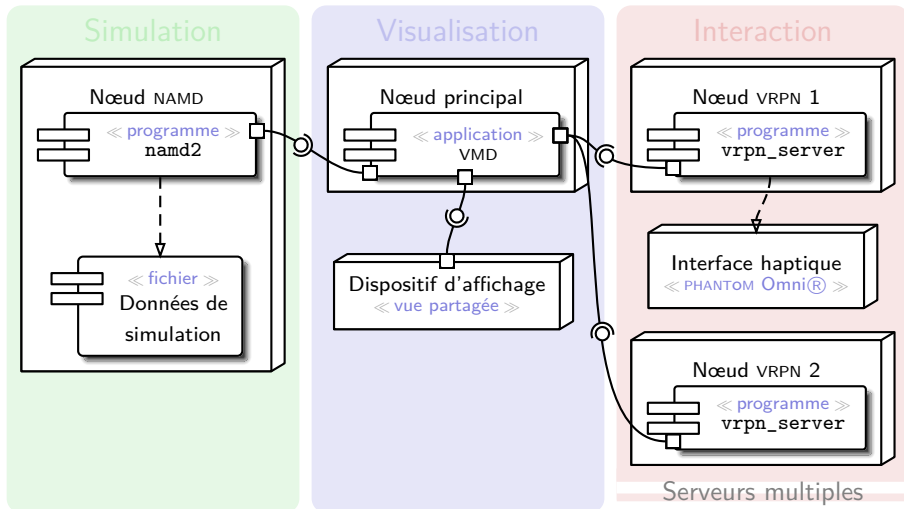 Simulation
Nœud NAMD
≪ programme ≫
namd2
≪ fichier ≫
Données de
simulation
Visualisation
Nœud principal
≪ application ≫
VMD
Dispositif d'affichage
≪ vue partagée ≫
Interaction
Nœud VRPN 1
≪ programme ≫
vrpn_server
Interface haptique
≪ PHANTOM Omni® ≫
Nœud VRPN 2
≪ programme ≫
vrpn_server
Serveurs multiples